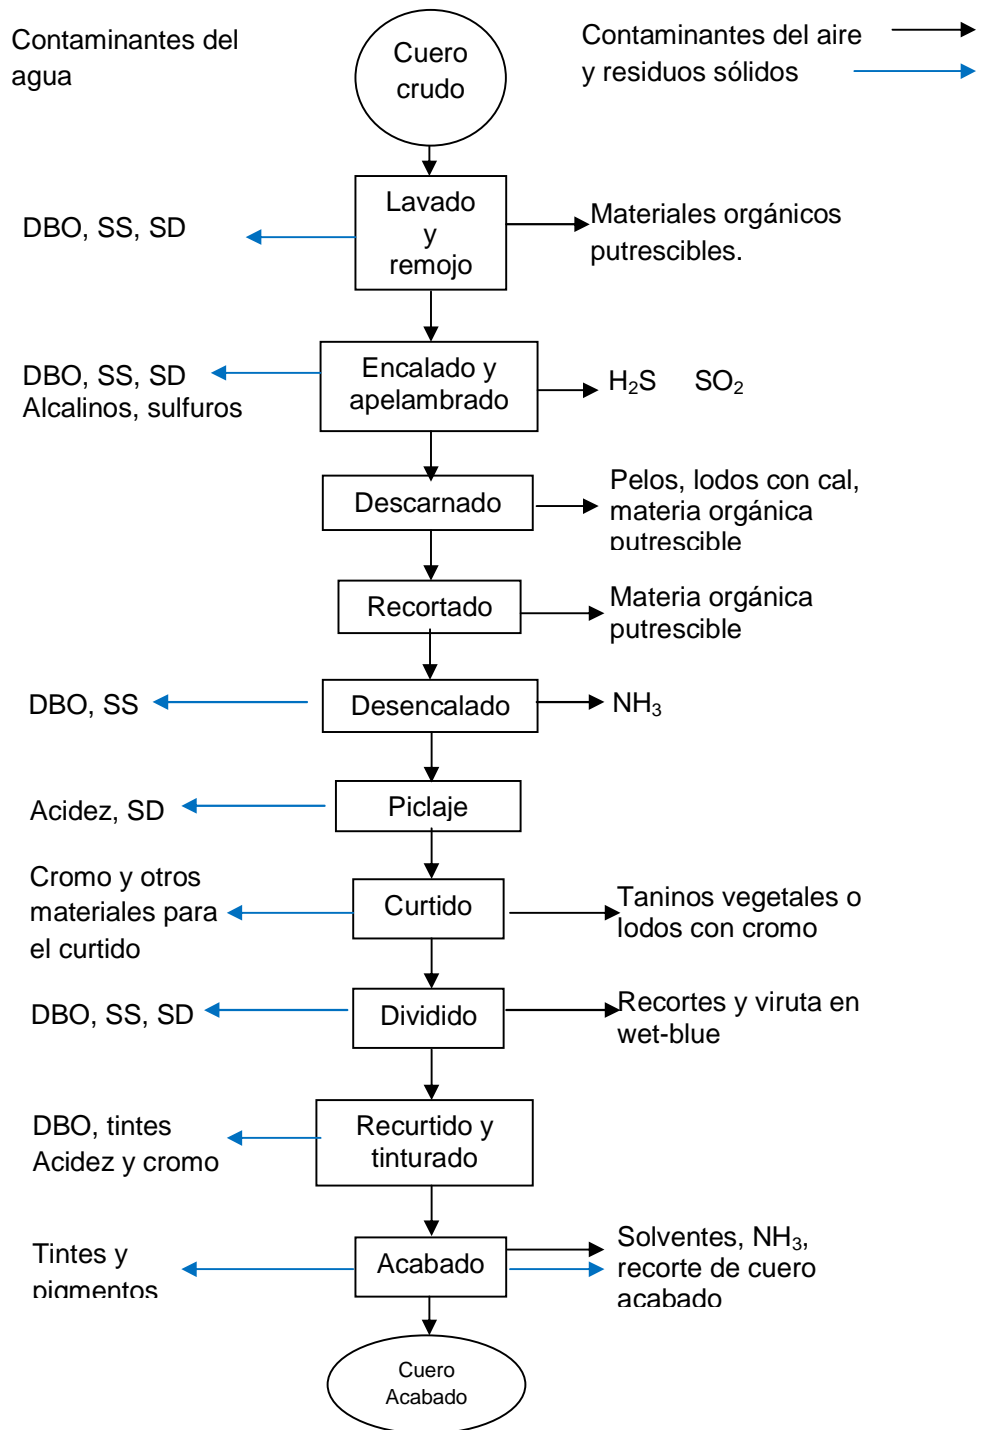 Contaminantes del
agua
Cuero
crudo
Contaminantes del aire
y residuos sólidos
DBO, SS, SD
Lavado
y
remojo
Materiales orgánicos
putrescibles.
DBO, SS, SD
Alcalinos, sulfuros
Encalado y
apelambrado
H₂S SO₂
Descarnado
Pelos, lodos con cal,
materia orgánica
putrescible
Recortado
Materia orgánica
putrescible
DBO, SS
Desencalado
NH₃
Acidez, SD
Piclaje
Cromo y otros
materiales para
el curtido
Curtido
Taninos vegetales o
lodos con cromo
DBO, SS, SD
Dividido
Recortes y viruta en
wet-blue
DBO, tintes
Acidez y cromo
Recurtido y
tinturado
Tintes y
pigmentos
Acabado
Solventes, NH₃,
recorte de cuero
acabado
Cuero
Acabado